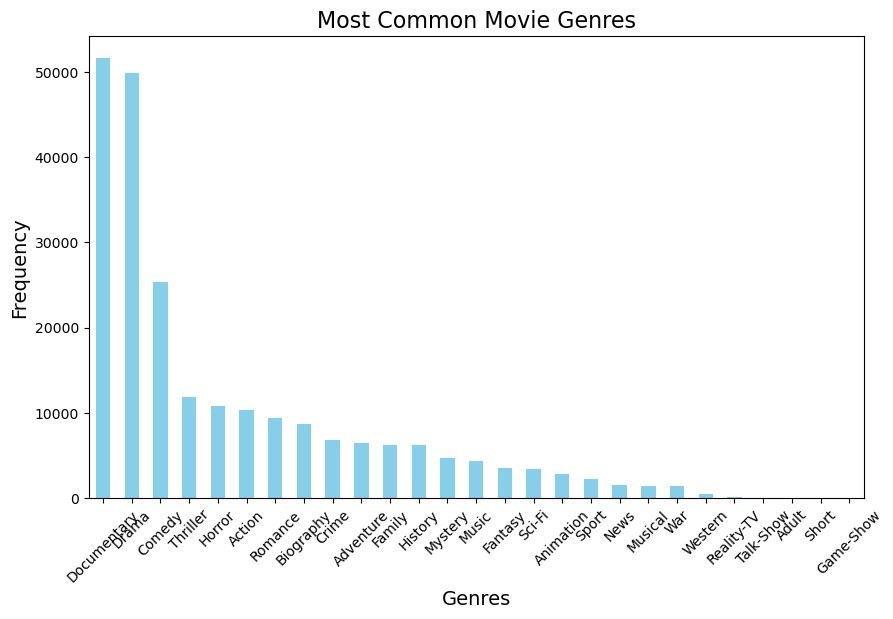 Most Common Movie Genres
Frequency
50000
40000
30000
20000
10000
0
Documentary
Drama
Comedy
Thriller
Horror
Action
Romance
Biography
Crime
Adventure
Family
History
Mystery
Music
Fantasy
Sci-Fi
Animation
Sport
News
Musical
War
Western
Reality-TV
Talk-Show
Adult
Short
Game-Show
Genres